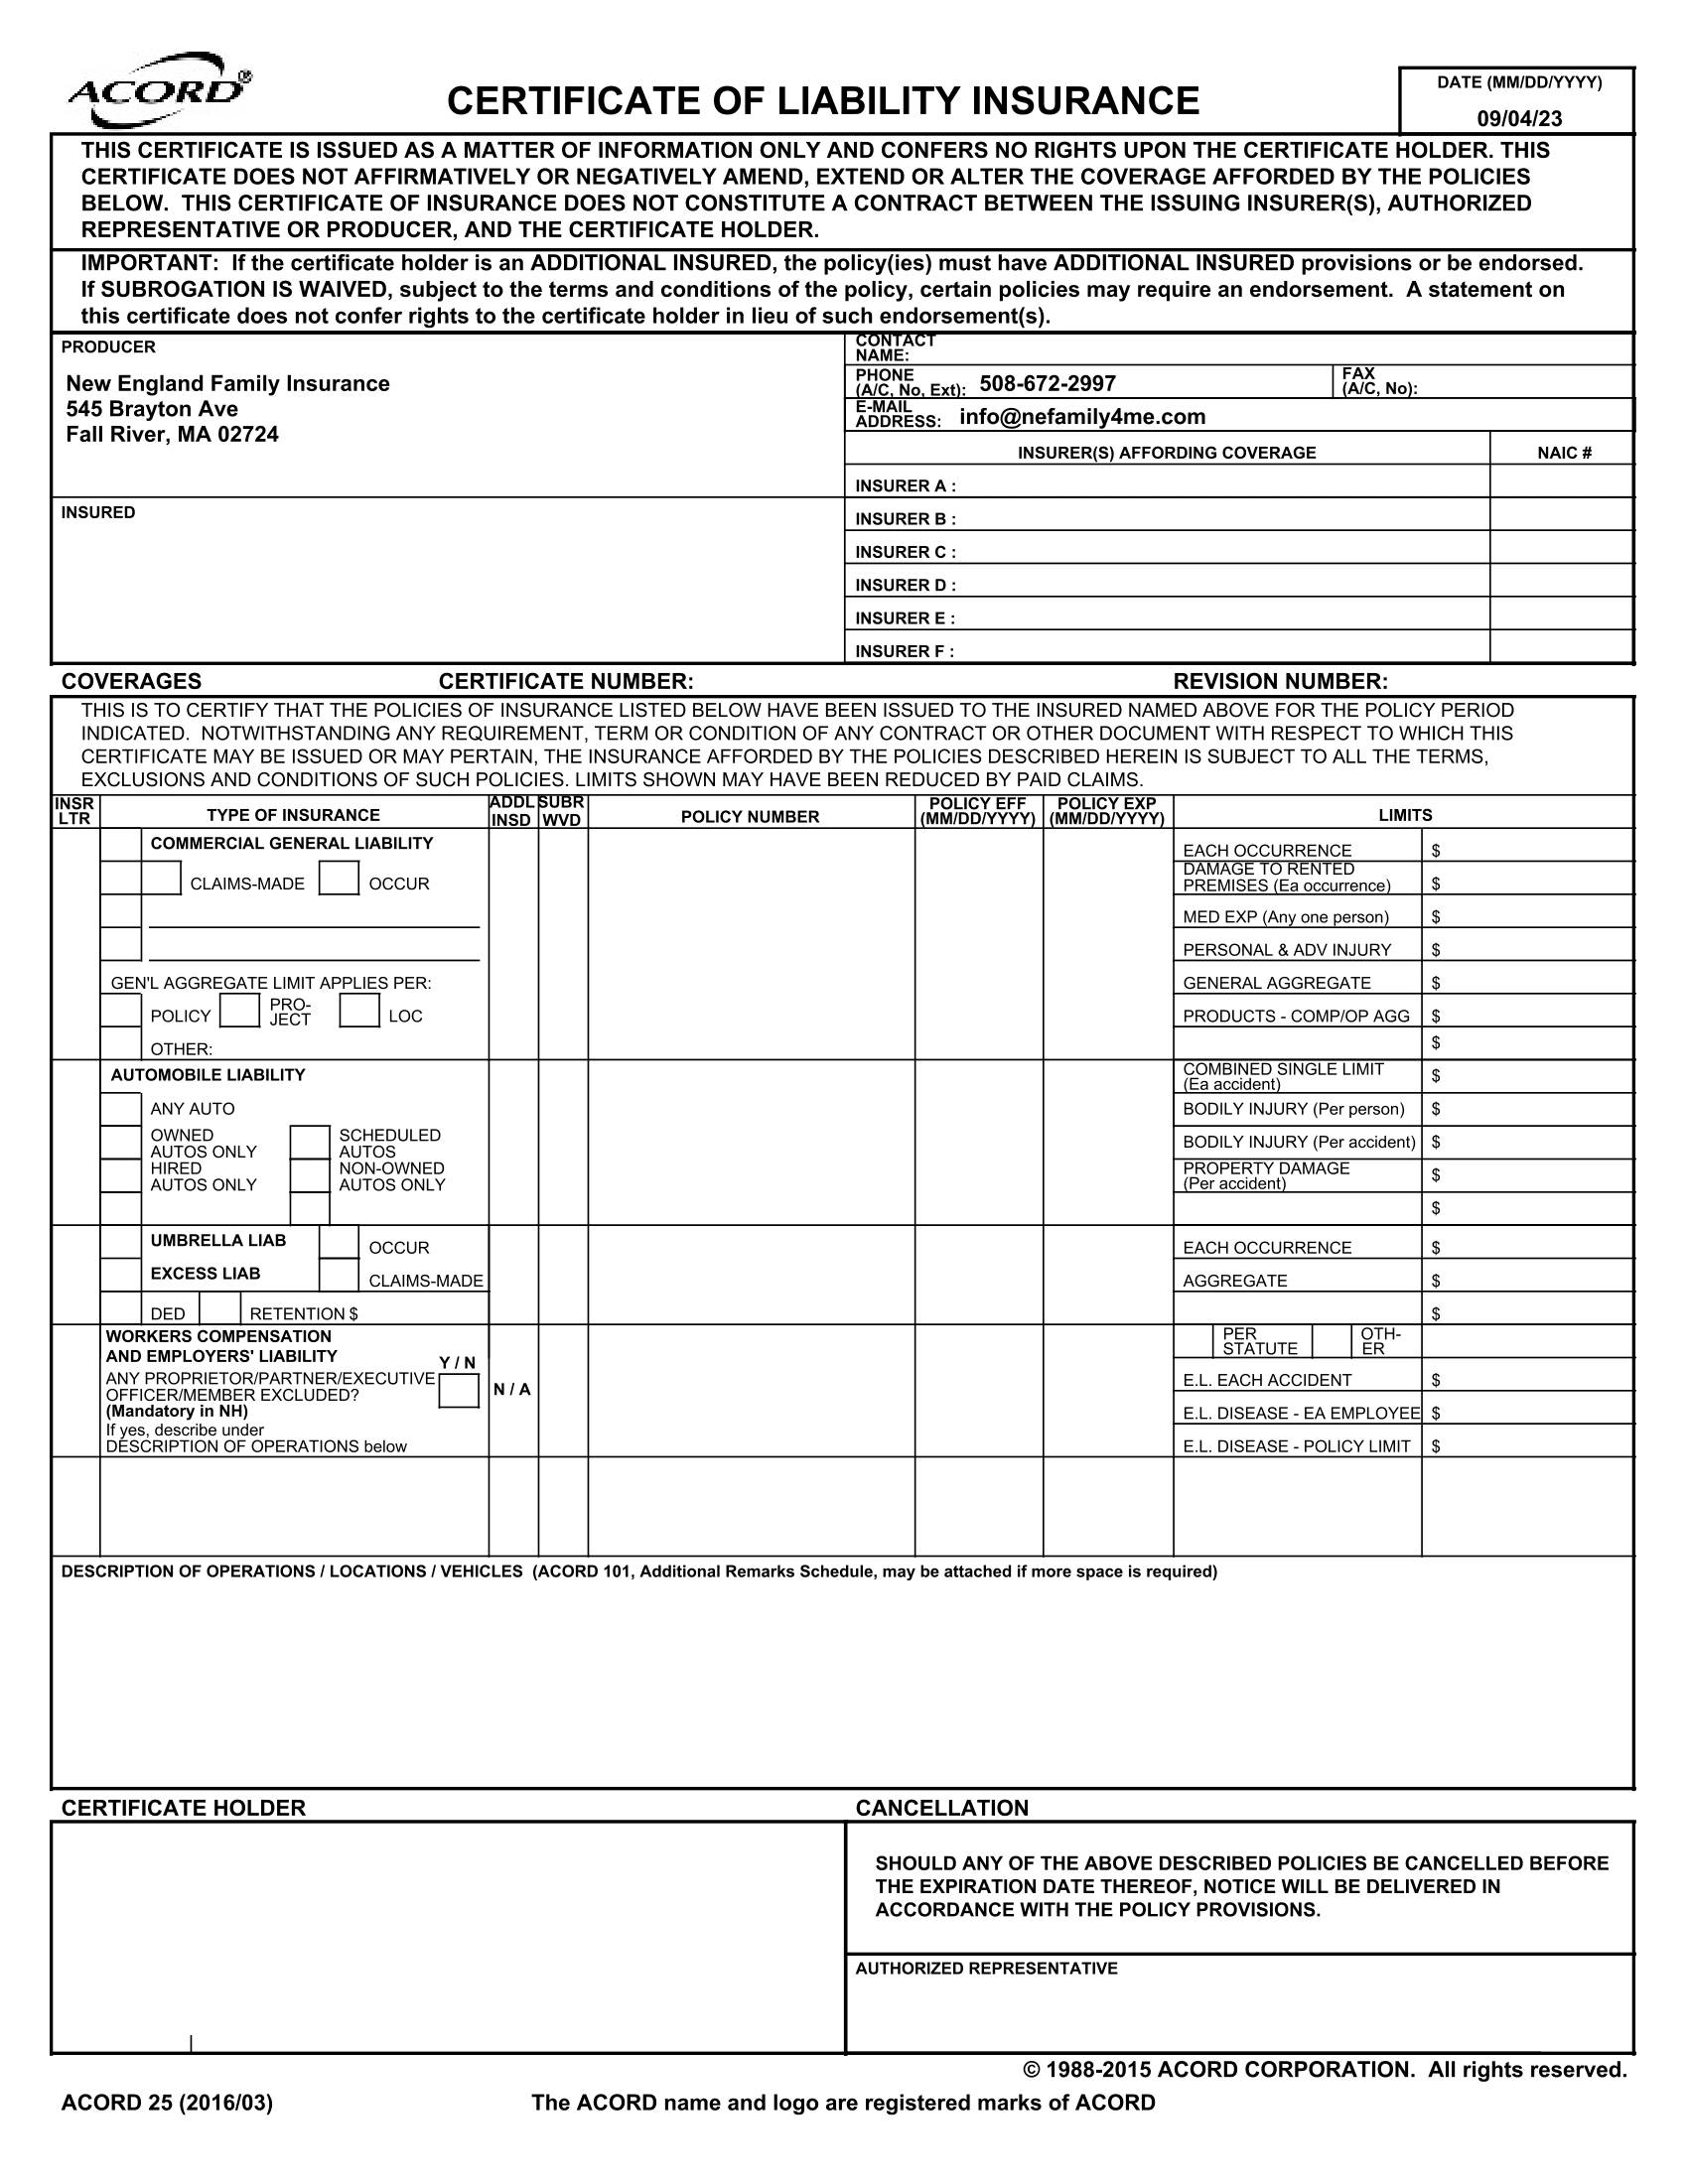 ACORD®
CERTIFICATE OF LIABILITY INSURANCE
DATE (MM/DD/YYYY)
09/04/23
THIS CERTIFICATE IS ISSUED AS A MATTER OF INFORMATION ONLY AND CONFERS NO RIGHTS UPON THE CERTIFICATE HOLDER. THIS
CERTIFICATE DOES NOT AFFIRMATIVELY OR NEGATIVELY AMEND, EXTEND OR ALTER THE COVERAGE AFFORDED BY THE POLICIES
BELOW. THIS CERTIFICATE OF INSURANCE DOES NOT CONSTITUTE A CONTRACT BETWEEN THE ISSUING INSURER(S), AUTHORIZED
REPRESENTATIVE OR PRODUCER, AND THE CERTIFICATE HOLDER.
IMPORTANT: If the certificate holder is an ADDITIONAL INSURED, the policy(ies) must have ADDITIONAL INSURED provisions or be endorsed.
If SUBROGATION IS WAIVED, subject to the terms and conditions of the policy, certain policies may require an endorsement. A statement on
this certificate does not confer rights to the certificate holder in lieu of such endorsement(s).
PRODUCER
New England Family Insurance
545 Brayton Ave
Fall River, MA 02724
INSURED
CONTACT
NAME:
PHONE
(A/C, No, Ext): 508-672-2997
FAX
(A/C, No):
E-MAIL
ADDRESS: info@nefamily4me.com
INSURER(S) AFFORDING COVERAGE
NAIC #
INSURER A :
INSURER B :
INSURER C :
INSURER D :
INSURER E :
INSURER F :
COVERAGES
CERTIFICATE NUMBER:
REVISION NUMBER:
THIS IS TO CERTIFY THAT THE POLICIES OF INSURANCE LISTED BELOW HAVE BEEN ISSUED TO THE INSURED NAMED ABOVE FOR THE POLICY PERIOD
INDICATED. NOTWITHSTANDING ANY REQUIREMENT, TERM OR CONDITION OF ANY CONTRACT OR OTHER DOCUMENT WITH RESPECT TO WHICH THIS
CERTIFICATE MAY BE ISSUED OR MAY PERTAIN, THE INSURANCE AFFORDED BY THE POLICIES DESCRIBED HEREIN IS SUBJECT TO ALL THE TERMS,
EXCLUSIONS AND CONDITIONS OF SUCH POLICIES. LIMITS SHOWN MAY HAVE BEEN REDUCED BY PAID CLAIMS.
INSR
LTR
TYPE OF INSURANCE
ADDL
INSD
SUBR
WVD
POLICY NUMBER
POLICY EFF
(MM/DD/YYYY)
POLICY EXP
(MM/DD/YYYY)
LIMITS
COMMERCIAL GENERAL LIABILITY
CLAIMS-MADE
OCCUR
GEN'L AGGREGATE LIMIT APPLIES PER:
POLICY
PRO-
JECT
LOC
OTHER:
EACH OCCURRENCE $
DAMAGE TO RENTED
PREMISES (Ea occurrence) $
MED EXP (Any one person) $
PERSONAL & ADV INJURY $
GENERAL AGGREGATE $
PRODUCTS - COMP/OP AGG $
$
AUTOMOBILE LIABILITY
ANY AUTO
OWNED
AUTOS ONLY
SCHEDULED
AUTOS
HIRED
AUTOS ONLY
NON-OWNED
AUTOS ONLY
COMBINED SINGLE LIMIT
(Ea accident) $
BODILY INJURY (Per person) $
BODILY INJURY (Per accident) $
PROPERTY DAMAGE
(Per accident) $
$
UMBRELLA LIAB
OCCUR
EXCESS LIAB
CLAIMS-MADE
DED
RETENTION $
EACH OCCURRENCE $
AGGREGATE $
$
WORKERS COMPENSATION
AND EMPLOYERS' LIABILITY
Y / N
ANY PROPRIETOR/PARTNER/EXECUTIVE
OFFICER/MEMBER EXCLUDED?
(Mandatory in NH)
If yes, describe under
DESCRIPTION OF OPERATIONS below
N / A
PER
STATUTE
OTH-
ER
E.L. EACH ACCIDENT $
E.L. DISEASE - EA EMPLOYEE $
E.L. DISEASE - POLICY LIMIT $
DESCRIPTION OF OPERATIONS / LOCATIONS / VEHICLES (ACORD 101, Additional Remarks Schedule, may be attached if more space is required)
CERTIFICATE HOLDER
CANCELLATION
SHOULD ANY OF THE ABOVE DESCRIBED POLICIES BE CANCELLED BEFORE
THE EXPIRATION DATE THEREOF, NOTICE WILL BE DELIVERED IN
ACCORDANCE WITH THE POLICY PROVISIONS.
AUTHORIZED REPRESENTATIVE
© 1988-2015 ACORD CORPORATION. All rights reserved.
ACORD 25 (2016/03)
The ACORD name and logo are registered marks of ACORD